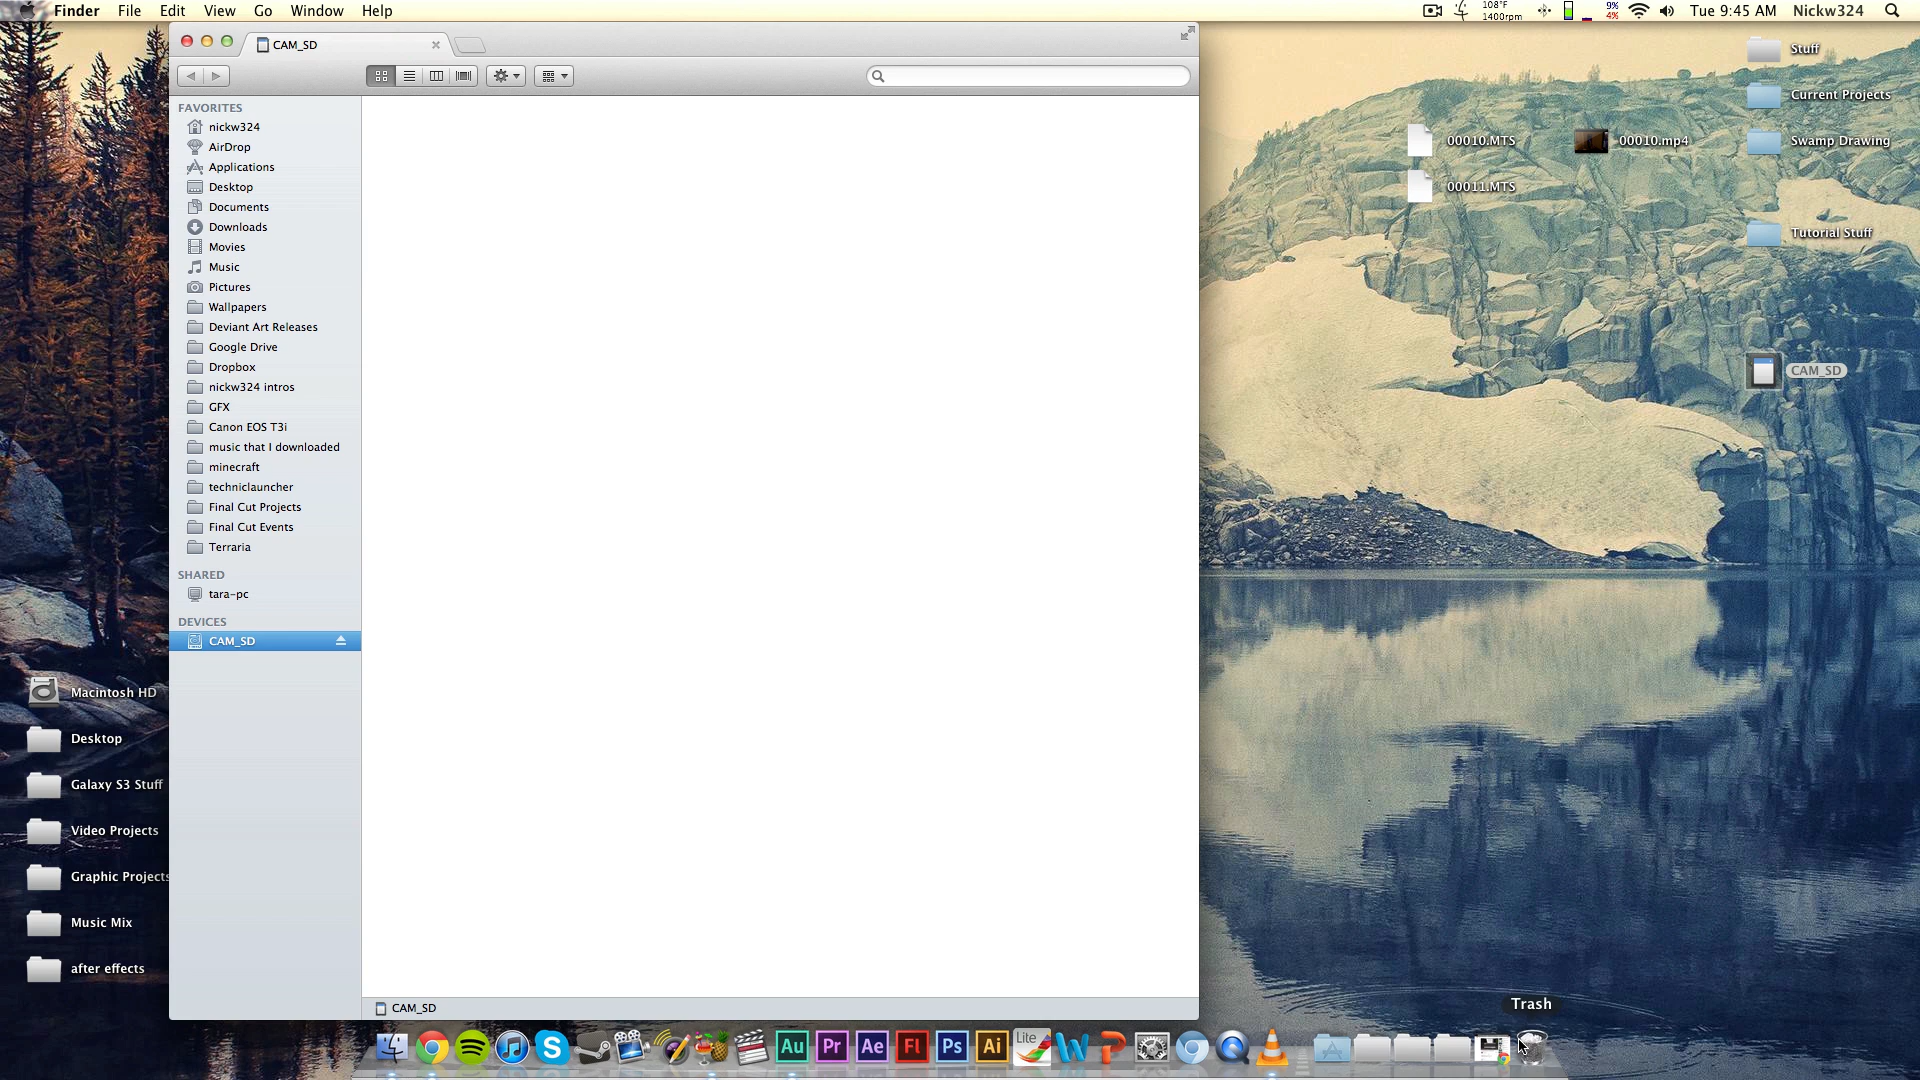 Finder File Edit View Go Window Help
108°F
1400rpm
9%
4%
Tue 9:45 AM Nickw324
CAM_SD
FAVORITES
nickw324
AirDrop
Applications
Desktop
Documents
Downloads
Movies
Music
Pictures
Wallpapers
Deviant Art Releases
Google Drive
Dropbox
nickw324 intros
GFX
Canon EOS T3i
music that I downloaded
minecraft
techniclauncher
Final Cut Projects
Final Cut Events
Terraria
SHARED
tara-pc
DEVICES
CAM_SD
CAM_SD
Macintosh HD
Desktop
Galaxy S3 Stuff
Video Projects
Graphic Projects
Music Mix
after effects
Stuff
Current Projects
00010.MTS
00010.mp4
Swamp Drawing
00011.MTS
Tutorial Stuff
CAM_SD
Trash
Au Pr Ae Fl Ps Ai Lite